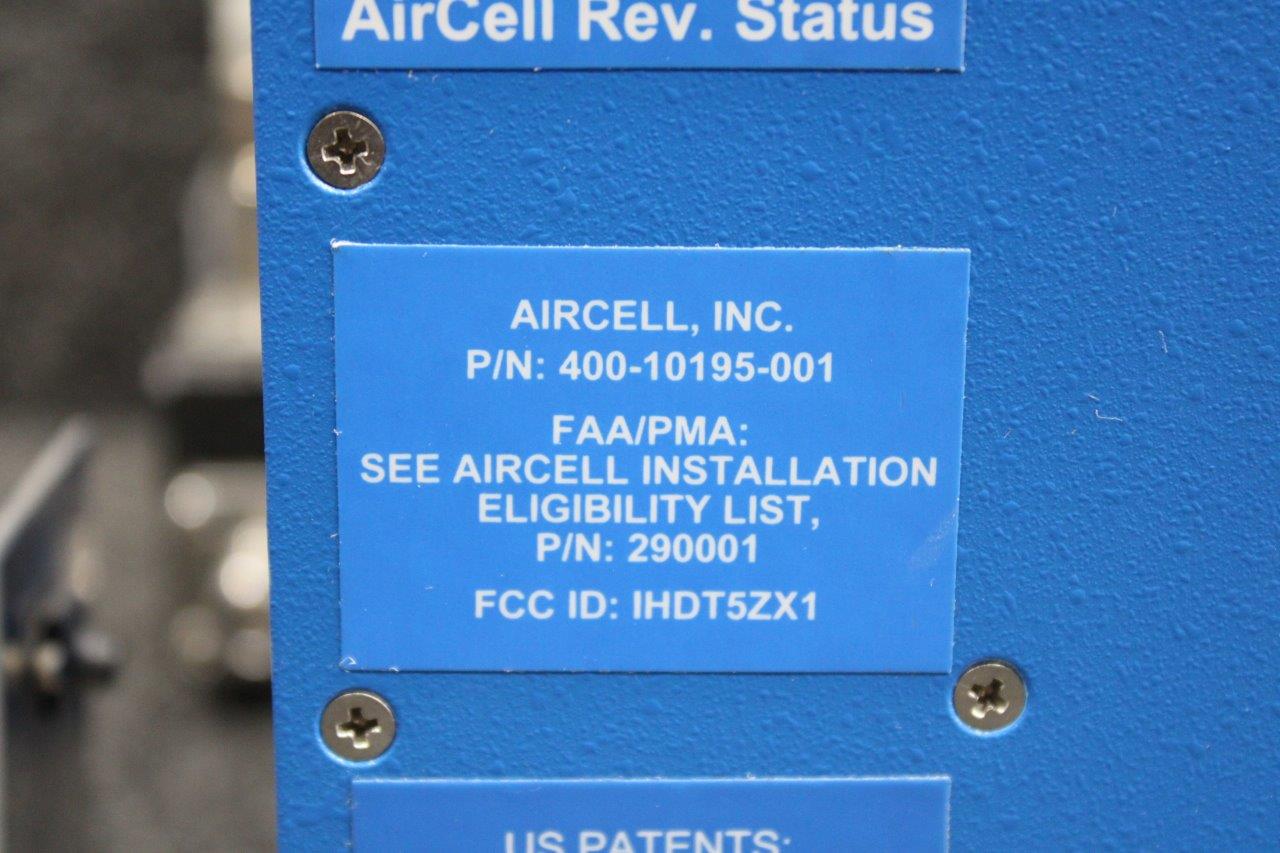 AirCell Rev. Status
AIRCELL, INC.
P/N: 400-10195-001
FAA/PMA:
SEE AIRCELL INSTALLATION
ELIGIBILITY LIST,
P/N: 290001
FCC ID: IHDT5ZX1
US PATENTS: